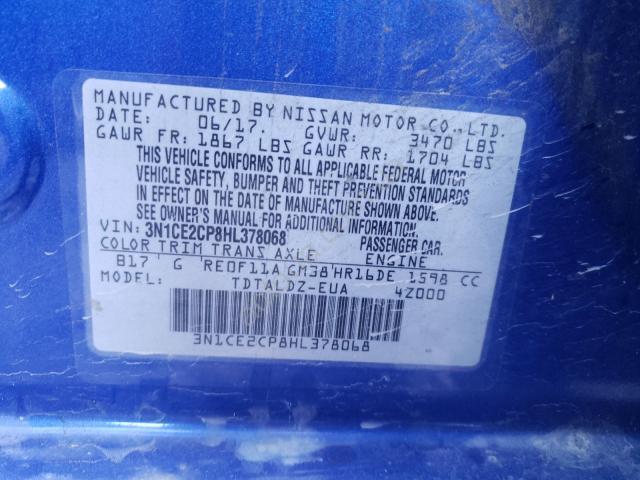 MANUFACTURED BY NISSAN MOTOR CO., LTD.
DATE: 06/17. GVWR: 3470 LBS
GAWR FR: 1867 LBS GAWR RR: 1704 LBS
THIS VEHICLE CONFORMS TO ALL APPLICABLE FEDERAL MOTOR
VEHICLE SAFETY, BUMPER AND THEFT PREVENTION STANDARDS
IN EFFECT ON THE DATE OF MANUFACTURE SHOWN ABOVE.
SEE OWNER'S MANUAL FOR ADDITIONAL INFORMATION.
VIN: 3N1CE2CP8HL378068 PASSENGER CAR.
COLOR TRIM TRANS AXLE ENGINE
B17 G RE0F11A GM38 HR16DE 1598 CC
MODEL: TDTALDZ-EUA 4Z000
3N1CE2CP8HL378068